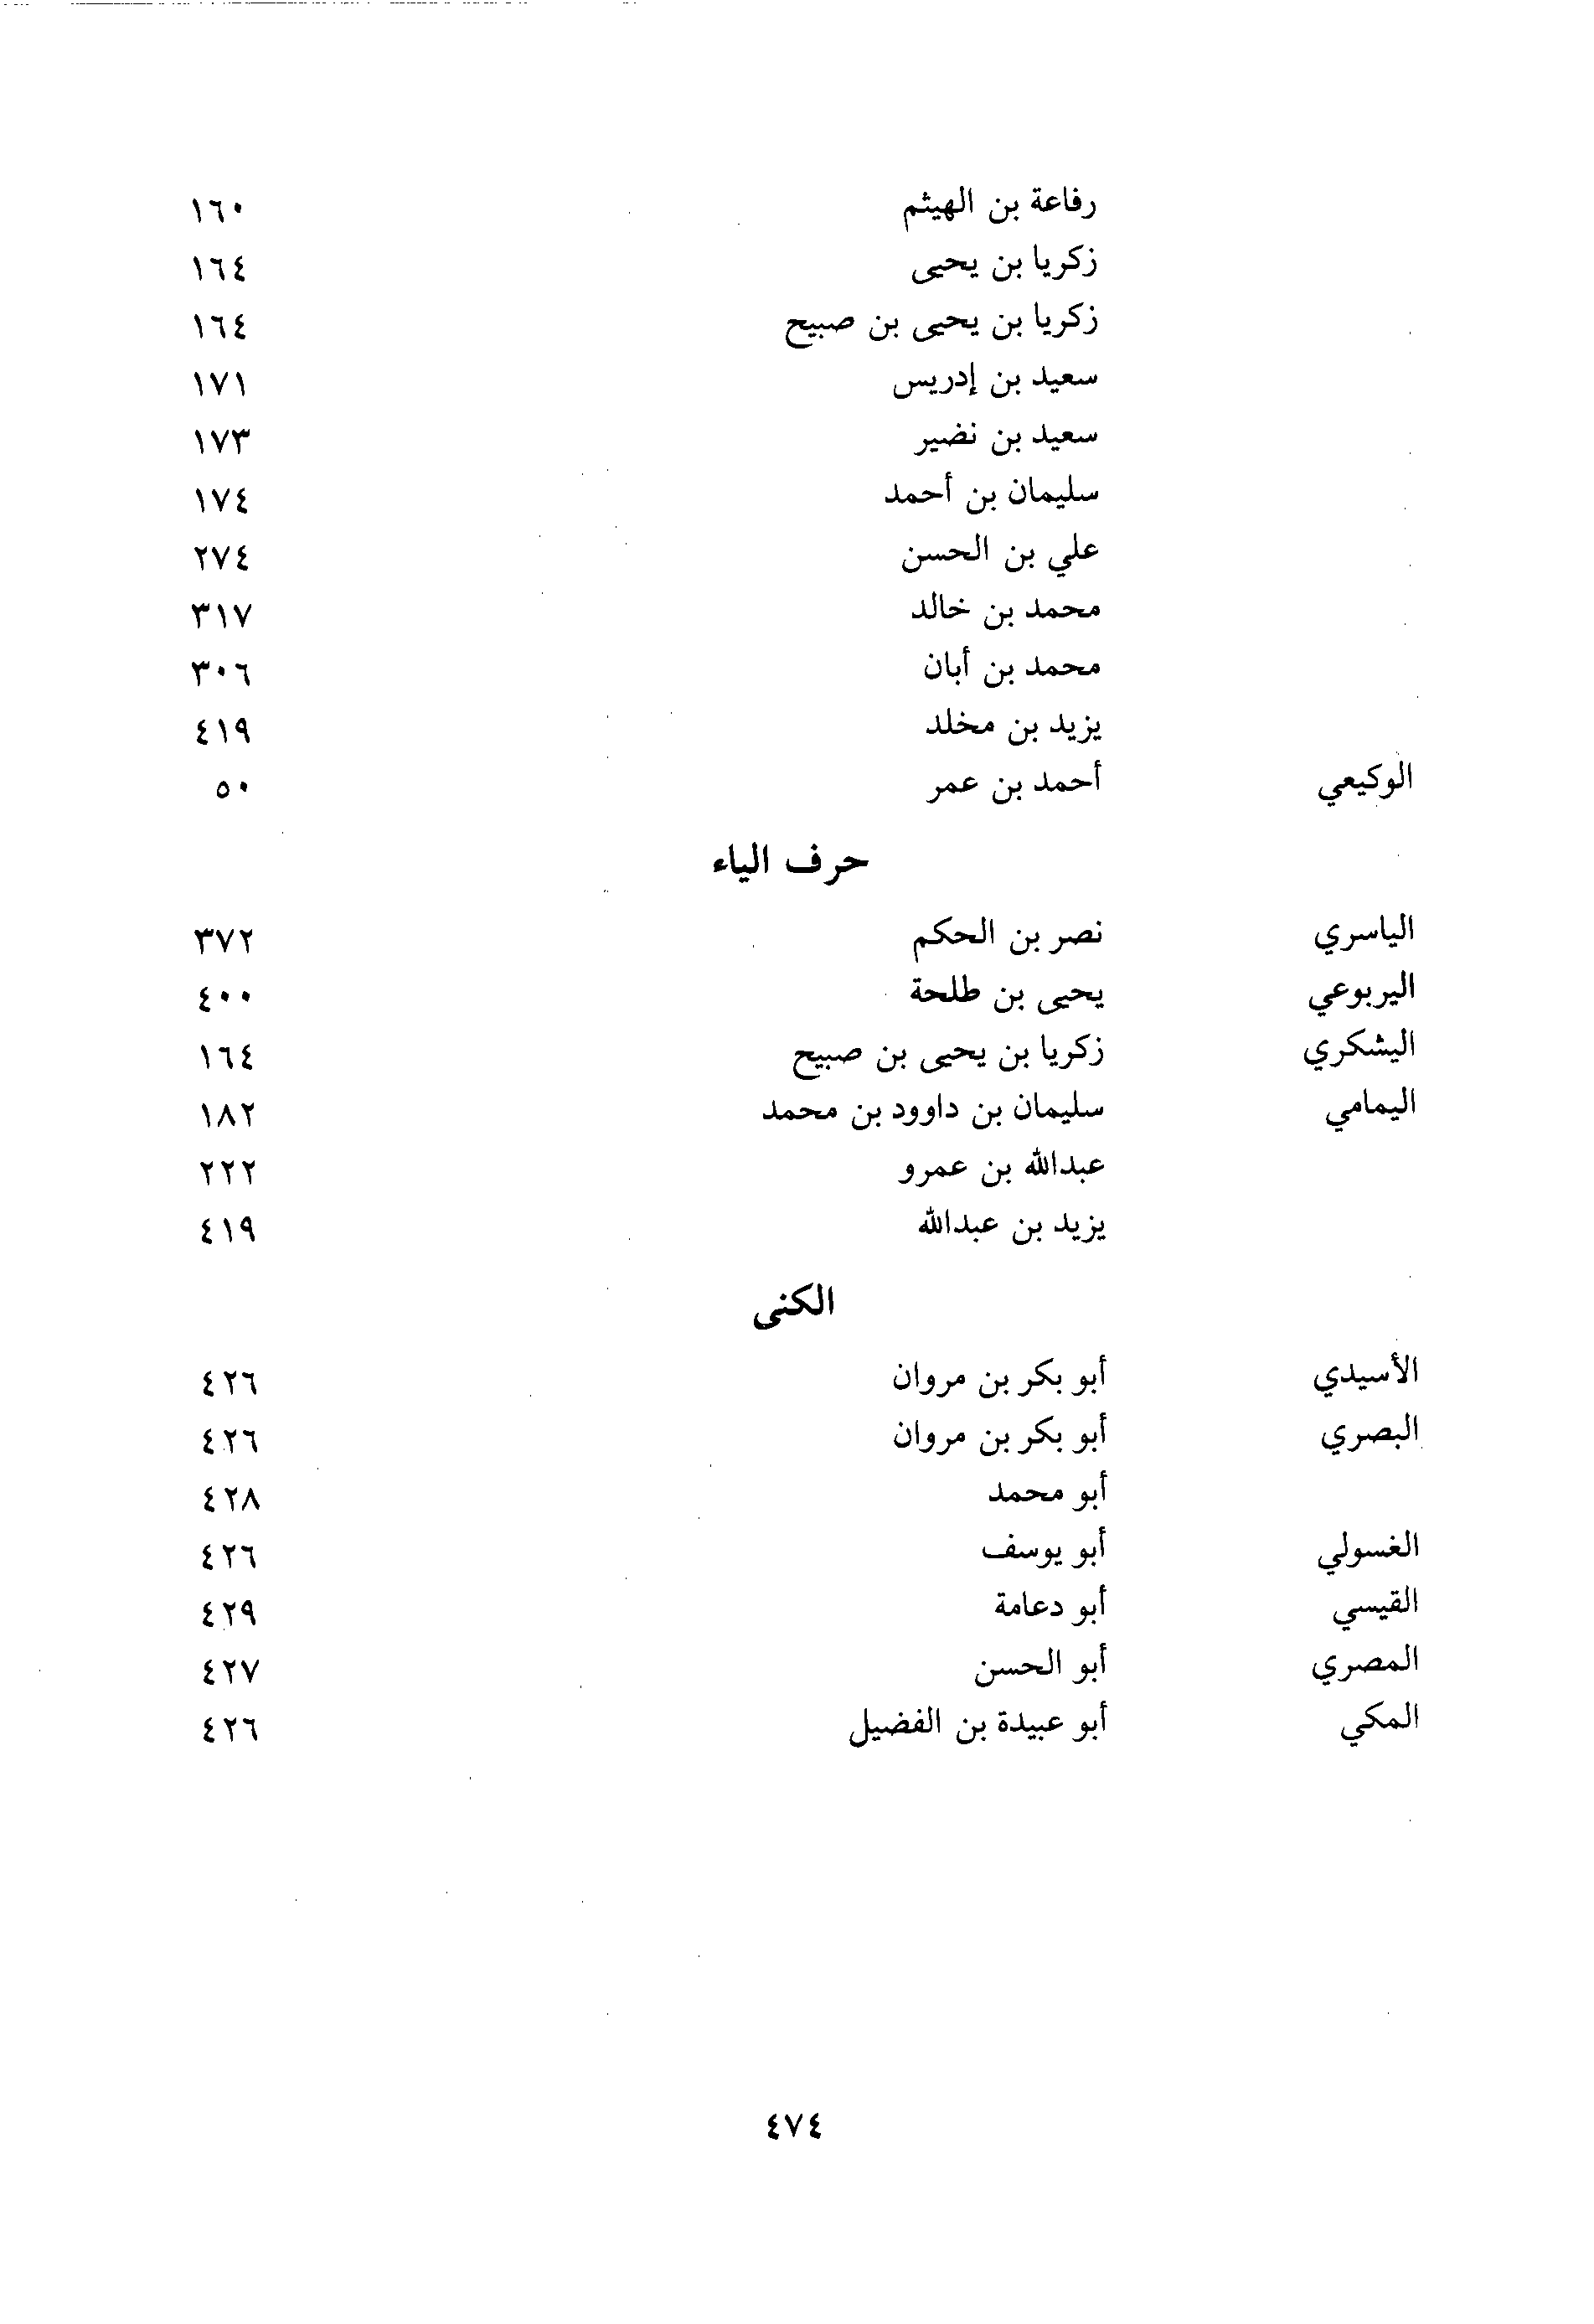 رفاعة بن الهيثم ١٦٠
زكريا بن يحيى ١٦٤
زكريا بن يحيى بن صبيح ١٦٤
سعيد بن إدريس ١٧١
سعيد بن نضير ١٧٣
سليمان بن أحمد ١٧٤
علي بن الحسن ٢٧٤
محمد بن خالد ٣١٧
محمد بن أبان ٣٠٦
يزيد بن مخلد ٤١٩
الوكيعي أحمد بن عمر ٥٠
حرف الياء
الياسري نصر بن الحكم ٣٧٢
اليربوعي يحيى بن طلحة ٤٠٠
اليشكري زكريا بن يحيى بن صبيح ١٦٤
اليمامي سليمان بن داوود بن محمد ١٨٢
عبدالله بن عمرو ٢٢٢
يزيد بن عبدالله ٤١٩
الكنى
الأسيدي أبو بكر بن مروان ٤٢٦
البصري أبو بكر بن مروان ٤٢٦
أبو محمد ٤٢٨
الغسولي أبو يوسف ٤٢٦
القيسي أبو دعامة ٤٢٩
المصري أبو الحسن ٤٢٧
المكي أبو عبيدة بن الفضيل ٤٢٦
٤٧٤